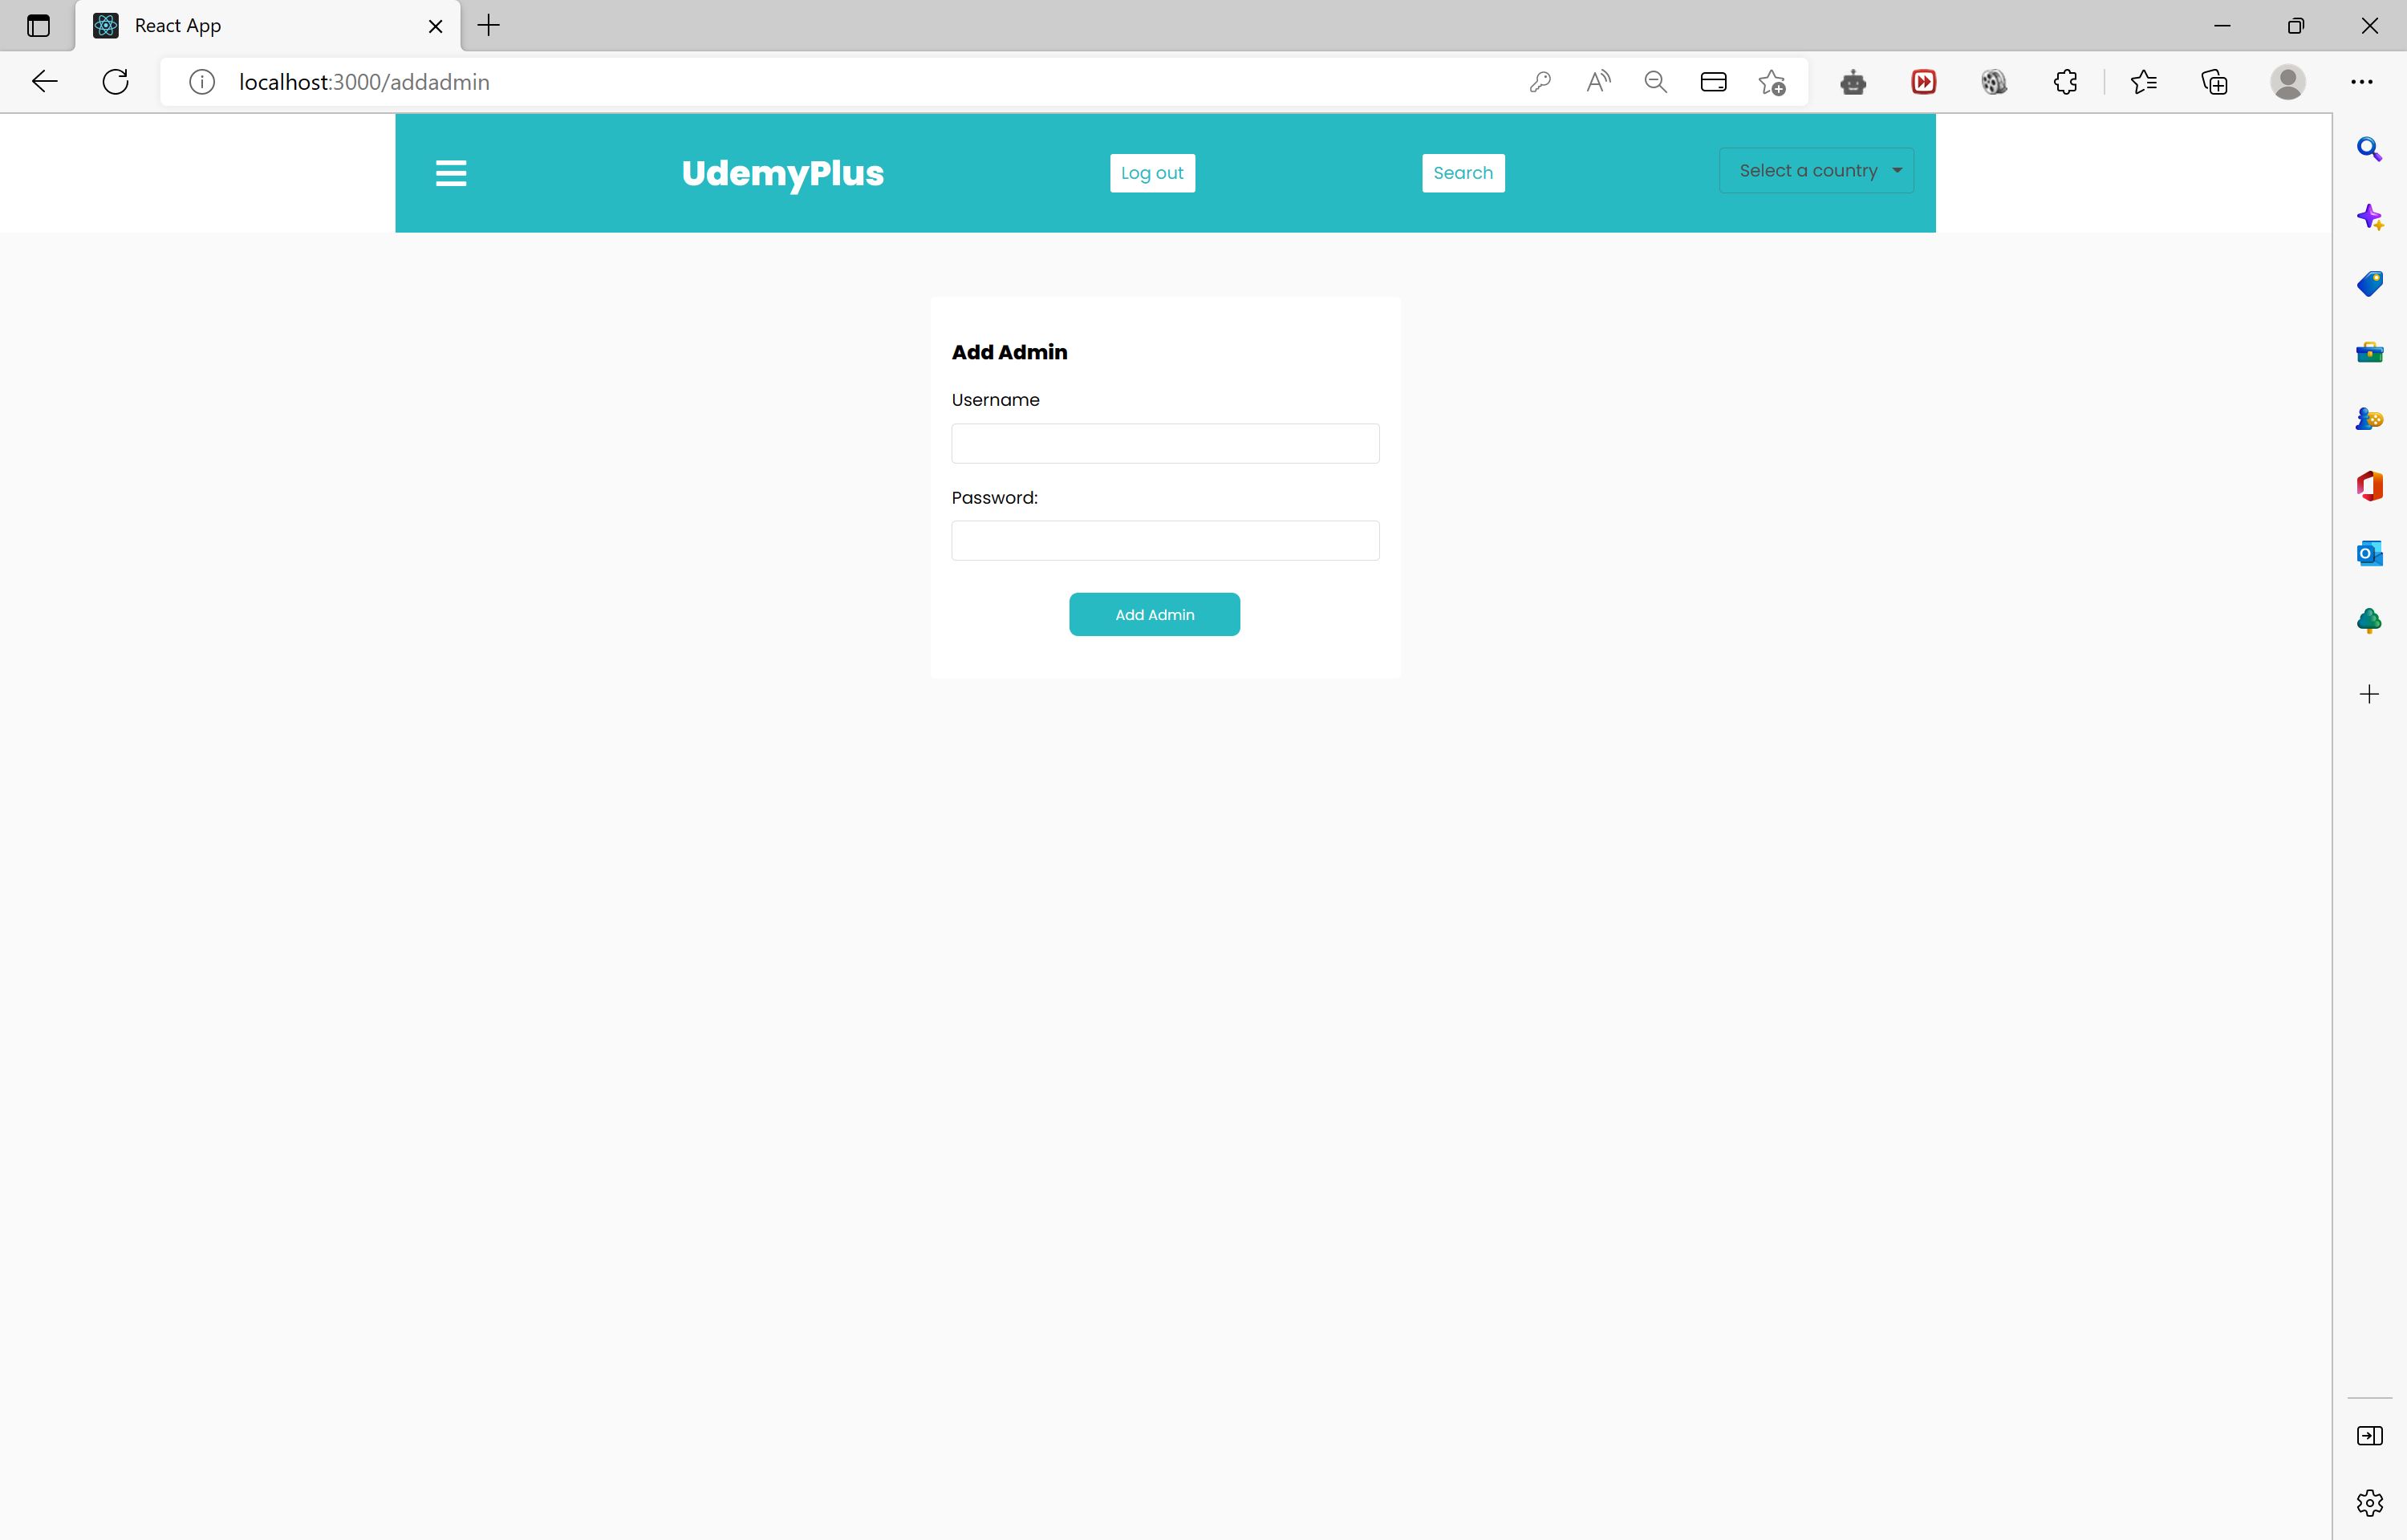 React App
localhost:3000/addadmin
UdemyPlus
Log out
Search
Select a country
Add Admin
Username
Password:
Add Admin